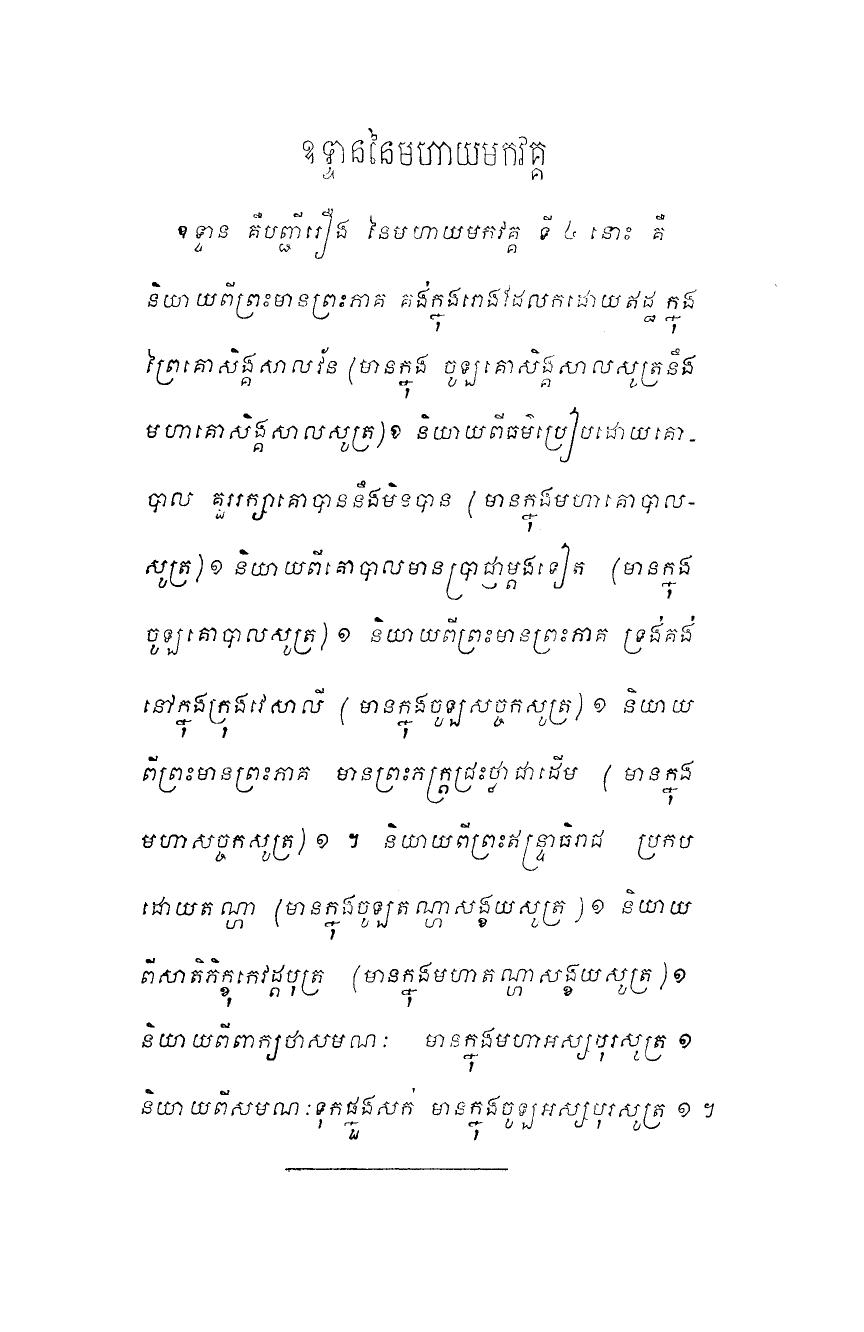 ឧទ្ទាននៃមហាយមកវគ្គ
ឧទ្ទាន គឺបញ្ជីរឿង នៃមហាយមកវគ្គ ទី ៤ នោះ គឺ
និយាយពីព្រះមានព្រះភាគ គង់ក្នុងរោងដែលកដោយឥដ្ឋ ក្នុង
ព្រៃគោសិង្គសាលវ័ន (មានក្នុង ចូឡគោសិង្គសាលសូត្រនឹង
មហាគោសិង្គសាលសូត្រ)១ និយាយពីធម៌ប្រៀបដោយគោ-
បាល គួររក្សាគោបាននឹងមិនបាន (មានក្នុងមហាគោបាល-
សូត្រ)១ និយាយពីគោបាលមានប្រាជ្ញាម្តងទៀត (មានក្នុង
ចូឡគោបាលសូត្រ)១ និយាយពីព្រះមានព្រះភាគ ទ្រង់គង់
នៅក្នុងក្រុងវេសាលី (មានក្នុងចូឡសច្ចកសូត្រ)១ និយាយ
ពីព្រះមានព្រះភាគ មានព្រះភក្ត្រជ្រះថ្លាជាដើម (មានក្នុង
មហាសច្ចកសូត្រ)១ ។ និយាយពីព្រះឥន្ទ្រាធិរាជ ប្រកប
ដោយតណ្ហា (មានក្នុងចូឡតណ្ហាសង្ខយសូត្រ)១ និយាយ
ពីសាតិភិក្ខុកេវដ្តបុត្រ (មានក្នុងមហាតណ្ហាសង្ខយសូត្រ)១
និយាយពីពាក្យថាសមណៈ មានក្នុងមហាអស្សបុរសូត្រ ១
និយាយពីសមណៈទុកផ្នួងសក់ មានក្នុងចូឡអស្សបុរសូត្រ ១ ។